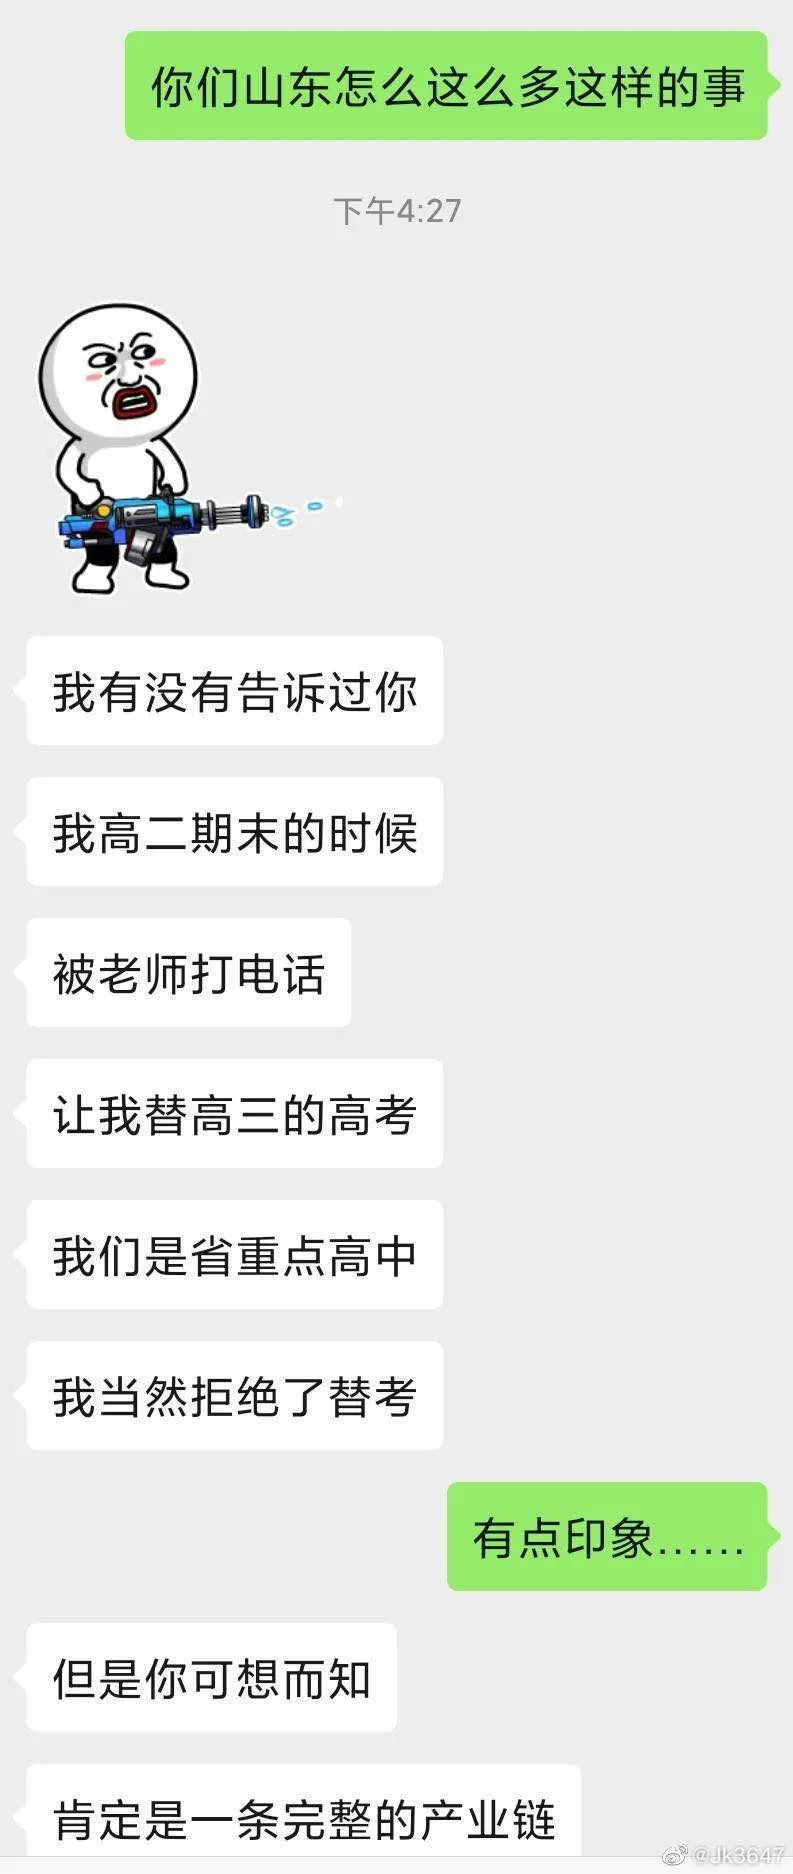 你们山东怎么这么多这样的事
下午4:27
我有没有告诉过你
我高二期末的时候
被老师打电话
让我替高三的高考
我们是省重点高中
我当然拒绝了替考
有点印象……
但是你可想而知
肯定是一条完整的产业链
@Jk3647